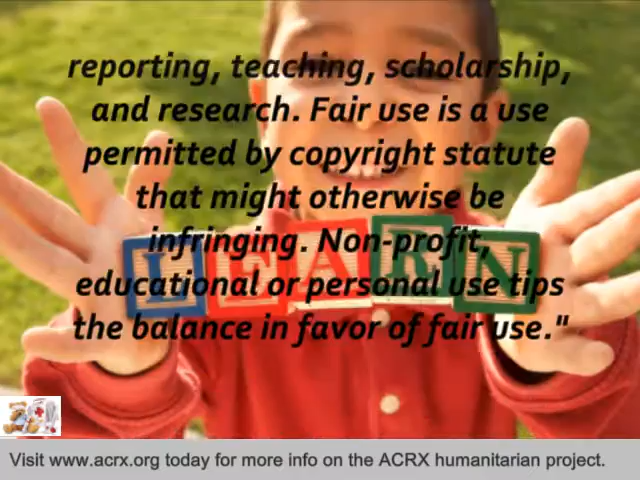 reporting, teaching, scholarship,
and research. Fair use is a use
permitted by copyright statute
that might otherwise be
infringing. Non-profit,
educational or personal use tips
the balance in favor of fair use."
LEARN
Visit www.acrx.org today for more info on the ACRX humanitarian project.